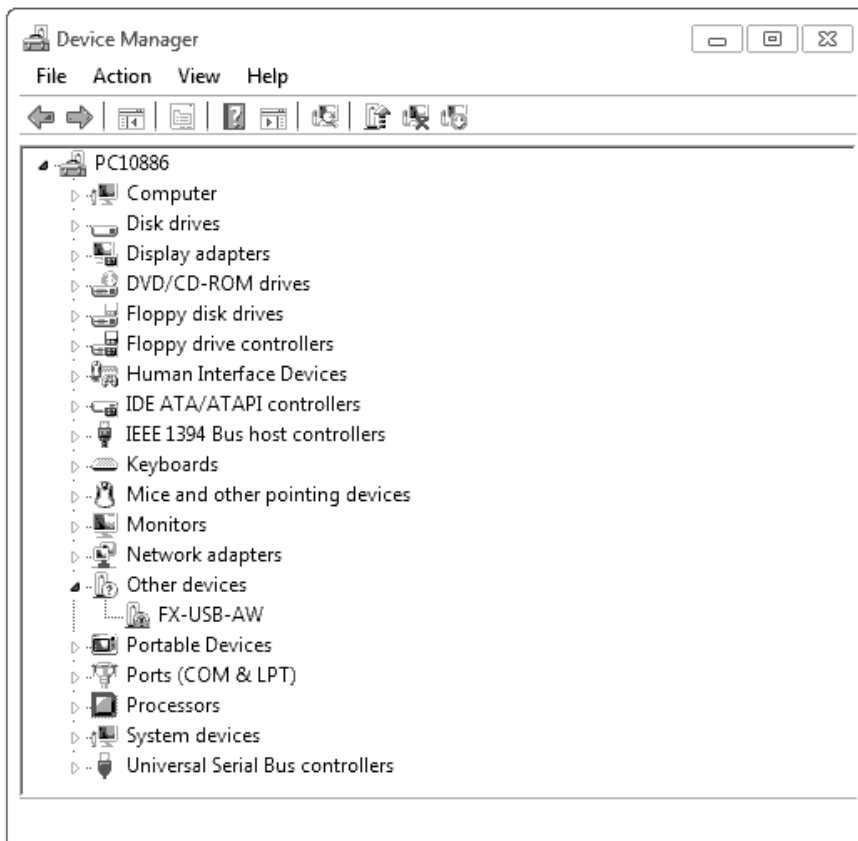 Device Manager
File Action View Help
PC10886
Computer
Disk drives
Display adapters
DVD/CD-ROM drives
Floppy disk drives
Floppy drive controllers
Human Interface Devices
IDE ATA/ATAPI controllers
IEEE 1394 Bus host controllers
Keyboards
Mice and other pointing devices
Monitors
Network adapters
Other devices
FX-USB-AW
Portable Devices
Ports (COM & LPT)
Processors
System devices
Universal Serial Bus controllers